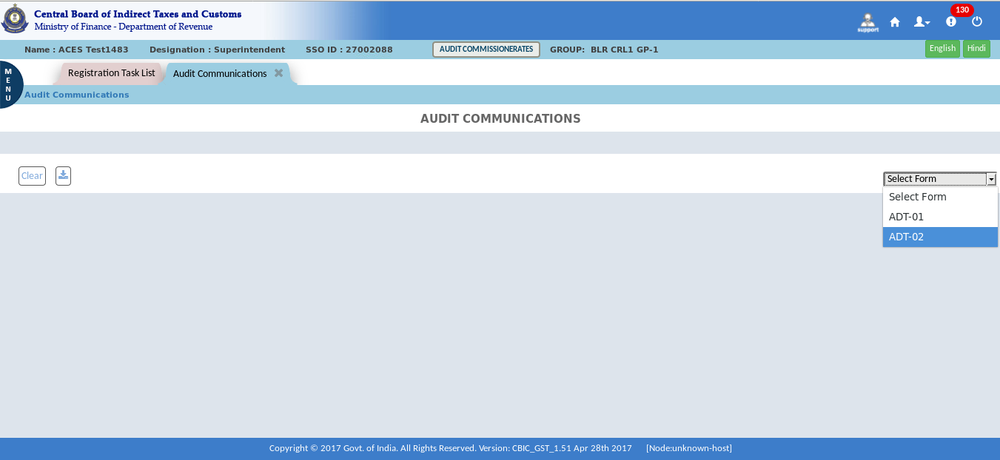 Central Board of Indirect Taxes and Customs
Ministry of Finance - Department of Revenue
support
130
Name : ACES Test1483 Designation : Superintendent SSO ID : 27002088 AUDIT COMMISSIONERATES GROUP: BLR CRL1 GP-1 English Hindi
MENU
Registration Task List Audit Communications
Audit Communications
AUDIT COMMUNICATIONS
Clear
Select Form
Select Form
ADT-01
ADT-02
Copyright © 2017 Govt. of India. All Rights Reserved. Version: CBIC_GST_1.51 Apr 28th 2017 [Node:unknown-host]